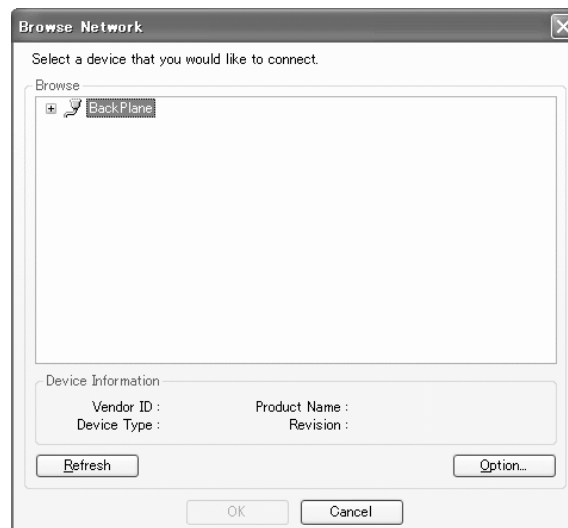 Browse Network
Select a device that you would like to connect.
Browse
BackPlane
Device Information
Vendor ID : Product Name :
Device Type : Revision :
Refresh Option...
OK Cancel